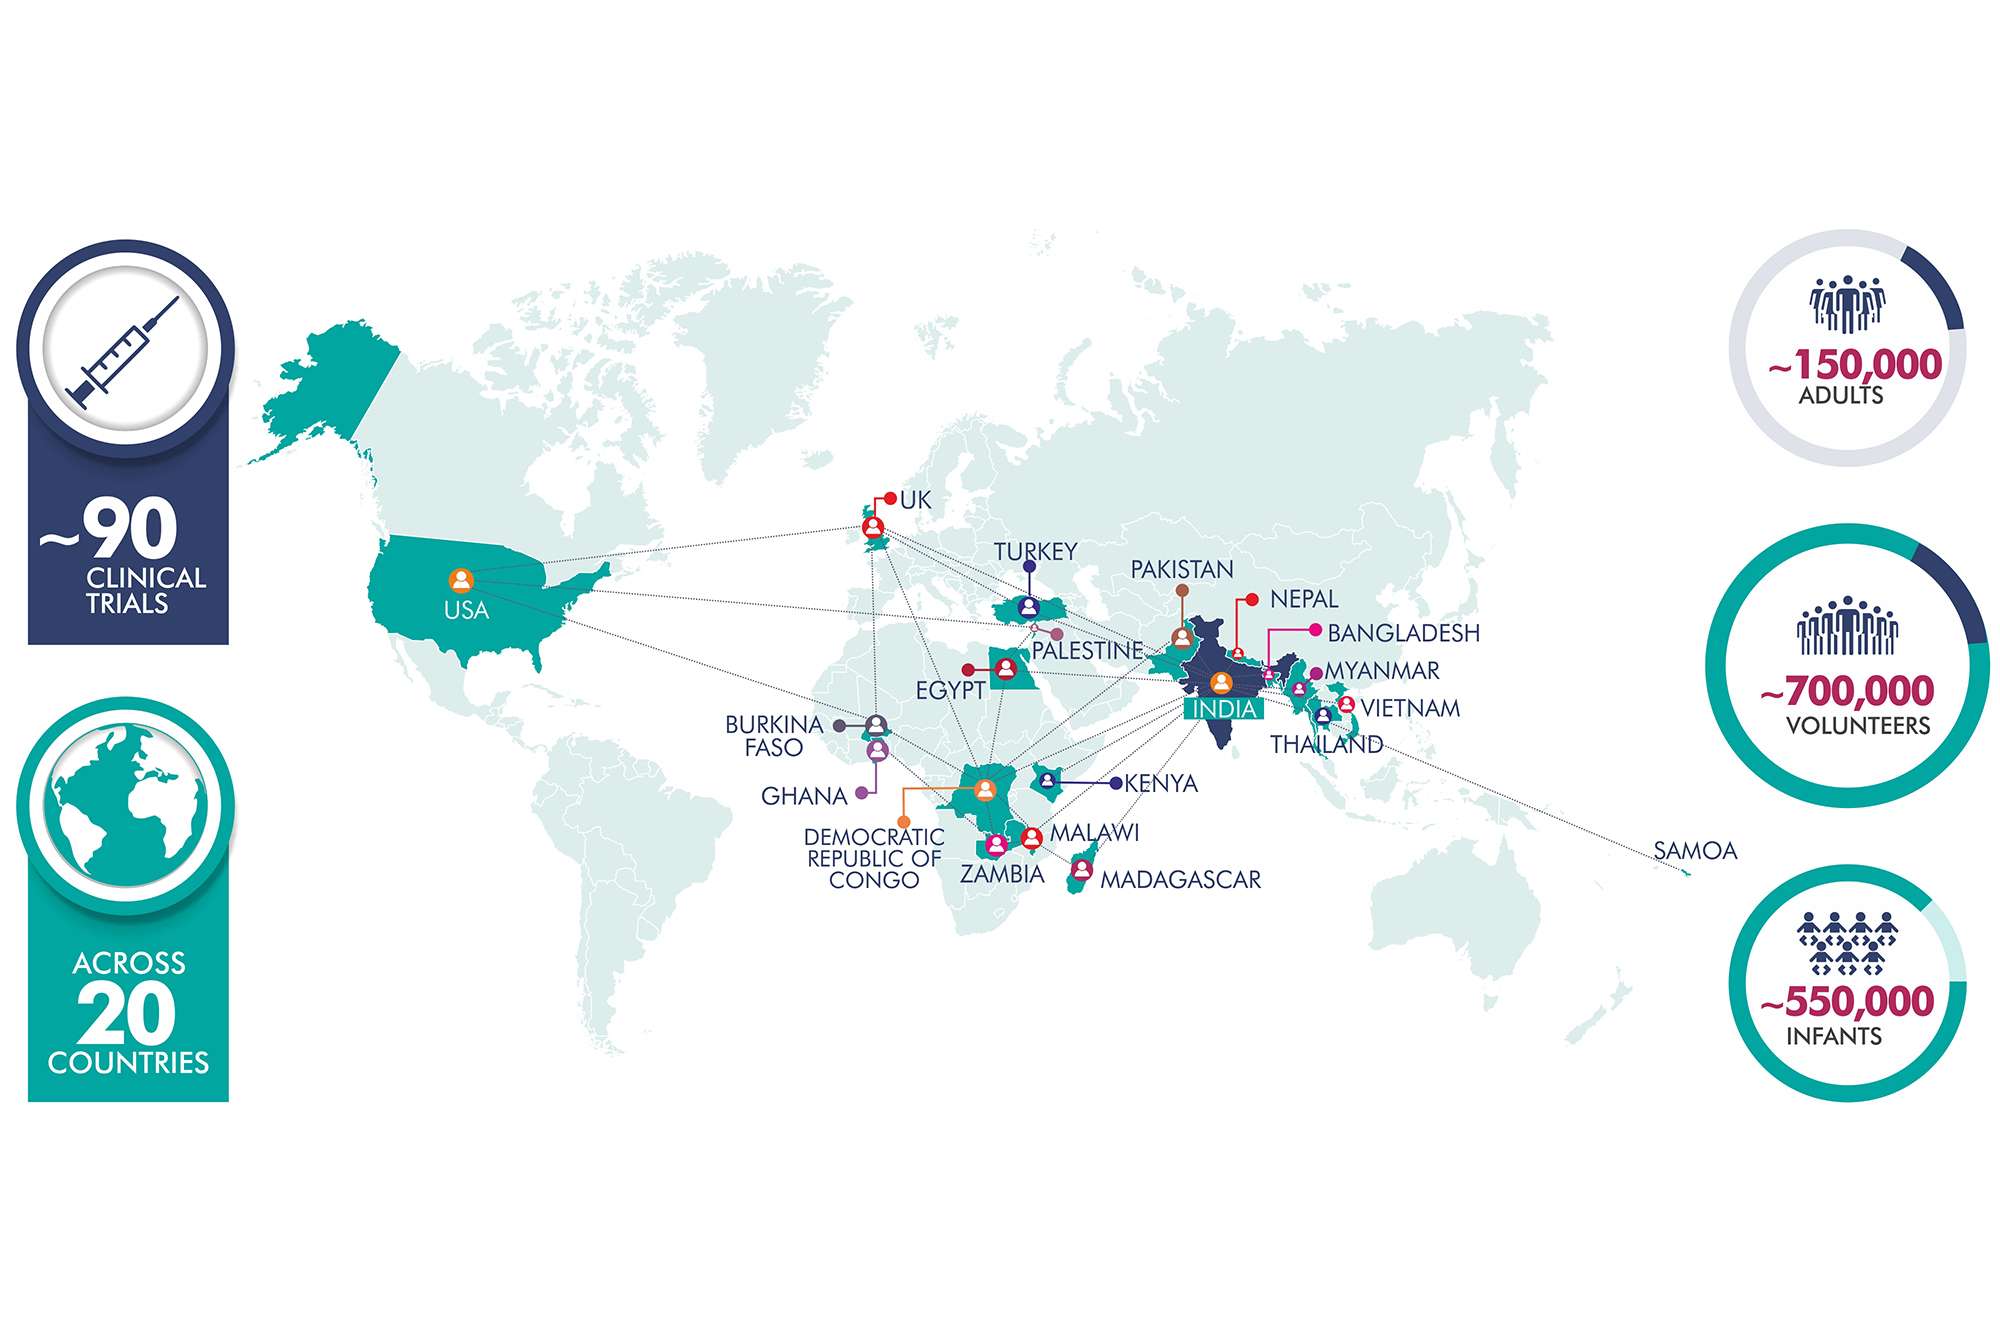 ~90
CLINICAL
TRIALS
ACROSS
20
COUNTRIES
USA
UK
TURKEY
PALESTINE
EGYPT
BURKINA
FASO
GHANA
DEMOCRATIC
REPUBLIC OF
CONGO
ZAMBIA
MALAWI
MADAGASCAR
KENYA
PAKISTAN
NEPAL
BANGLADESH
MYANMAR
VIETNAM
THAILAND
INDIA
SAMOA
~150,000
ADULTS
~700,000
VOLUNTEERS
~550,000
INFANTS